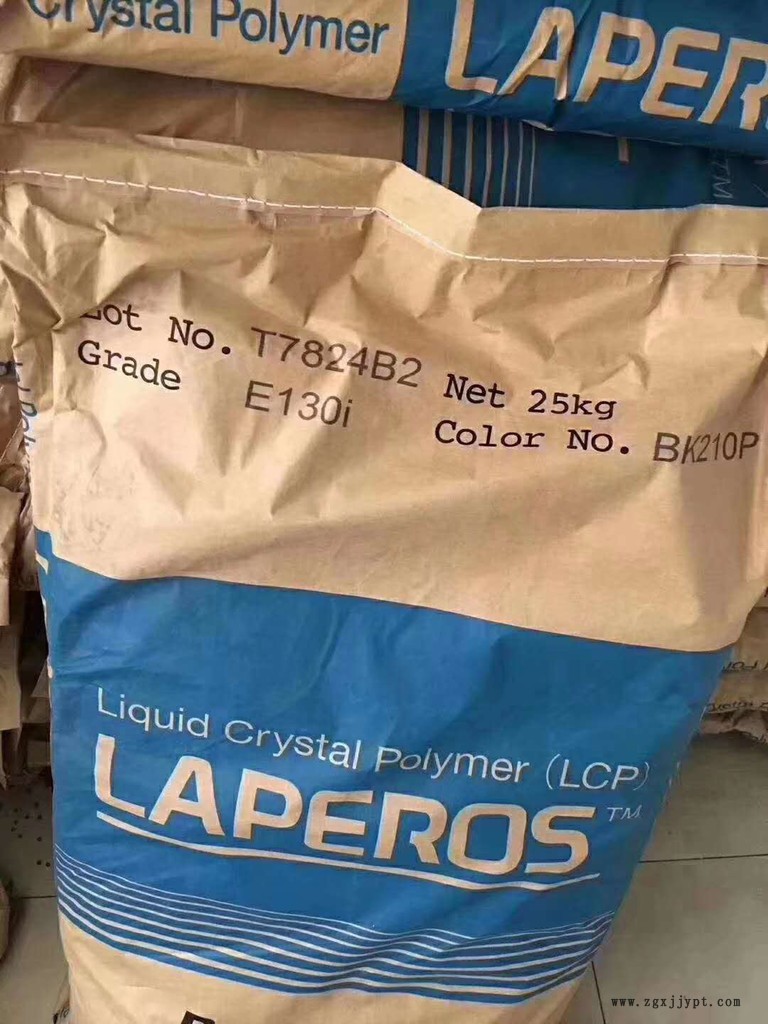 Crystal Polymer
LAPER
Lot No. T7824B2 Net 25kg
Grade E130i Color NO. BK210P
Liquid Crystal Polymer (LCP)
LAPEROS™
www.zgxjjypt.com